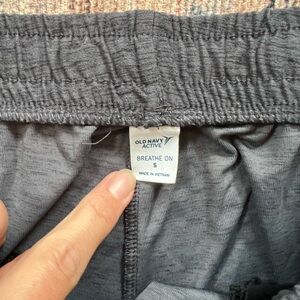 OLD NAVY
ACTIVE
BREATHE ON
S
MADE IN VIETNAM